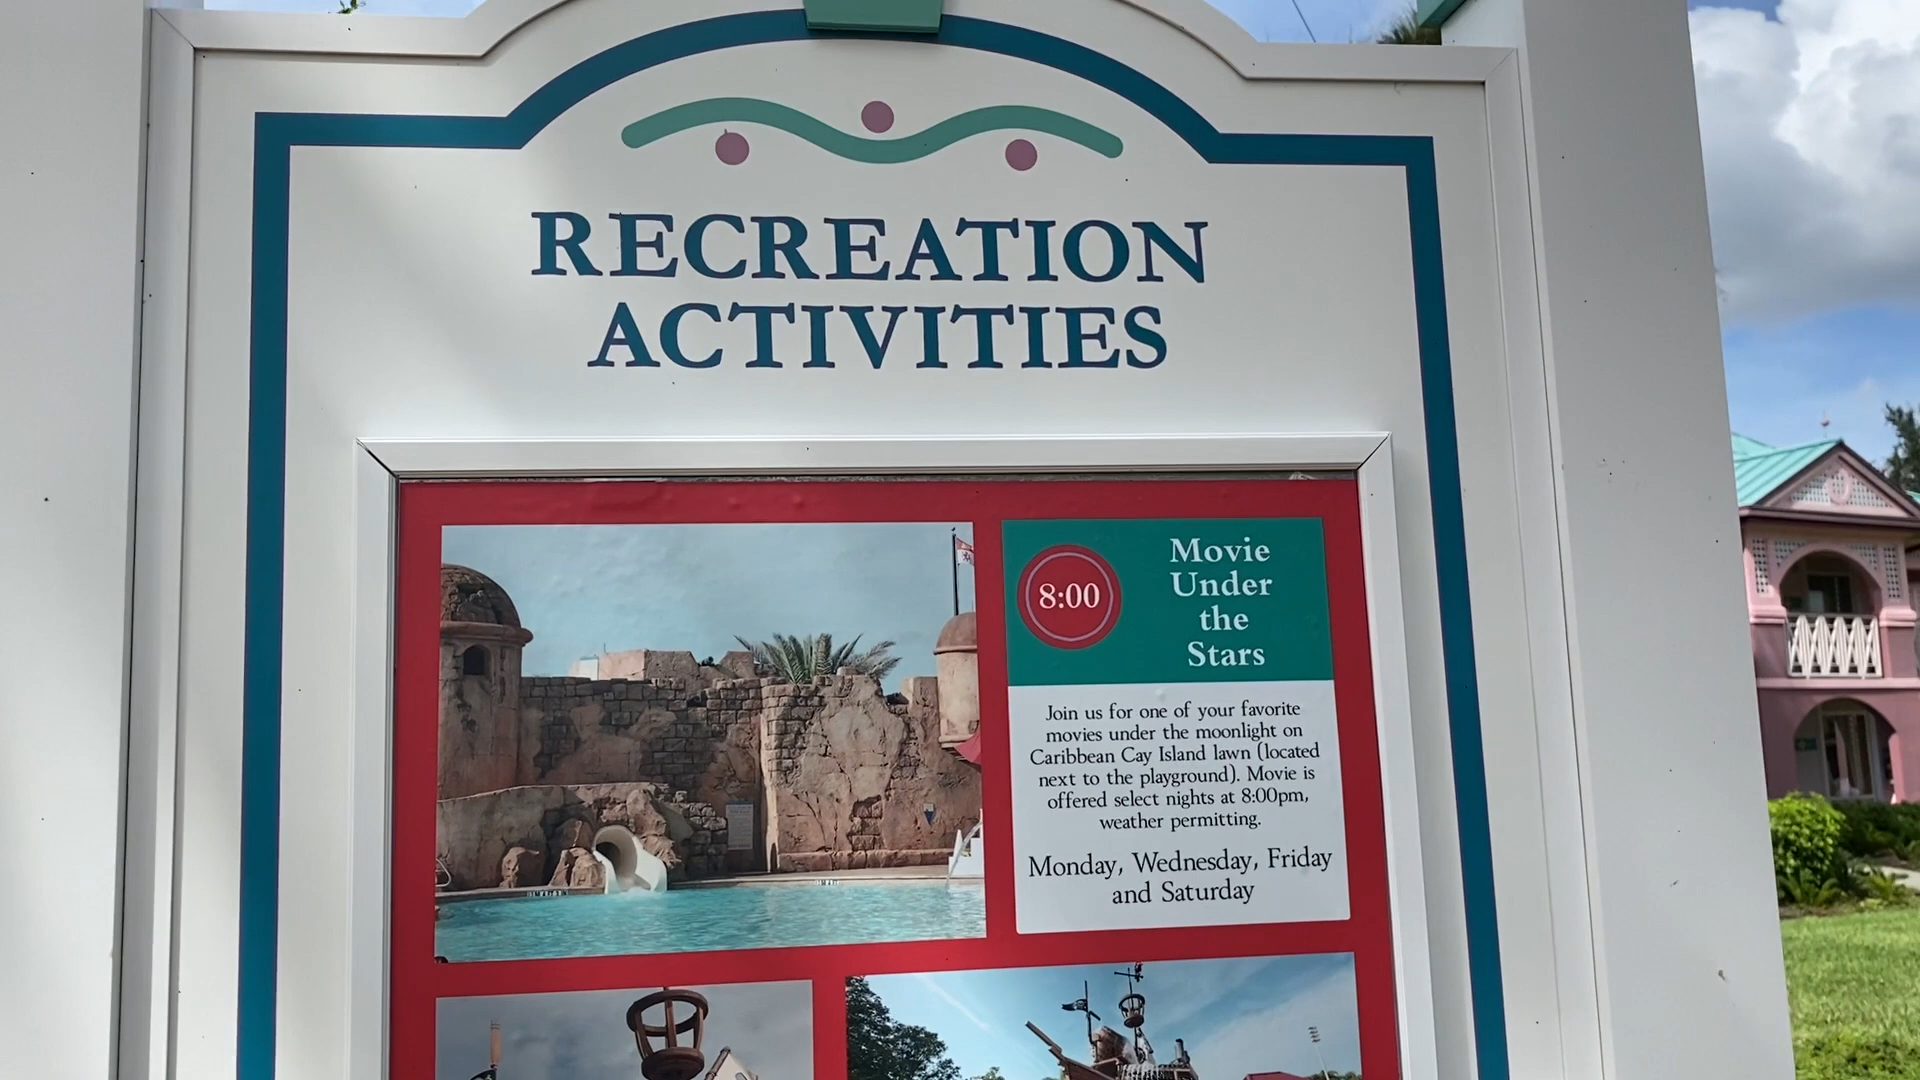 RECREATION
ACTIVITIES
8:00
Movie
Under
the
Stars
Join us for one of your favorite
movies under the moonlight on
Caribbean Cay Island lawn (located
next to the playground). Movie is
offered select nights at 8:00pm,
weather permitting.
Monday, Wednesday, Friday
and Saturday